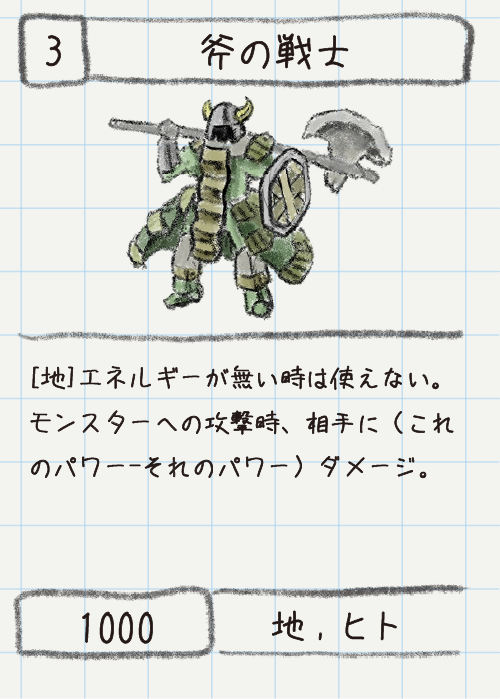 3
斧の戦士
[地]エネルギーが無い時は使えない。
モンスターへの攻撃時、相手に(これ
のパワー−それのパワー)ダメージ。
1000
地,ヒト